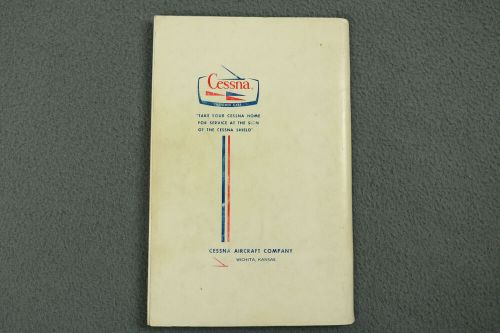 Cessna
"TAKE YOUR CESSNA HOME
FOR SERVICE AT THE SIGN
OF THE CESSNA SHIELD"
CESSNA AIRCRAFT COMPANY
WICHITA, KANSAS